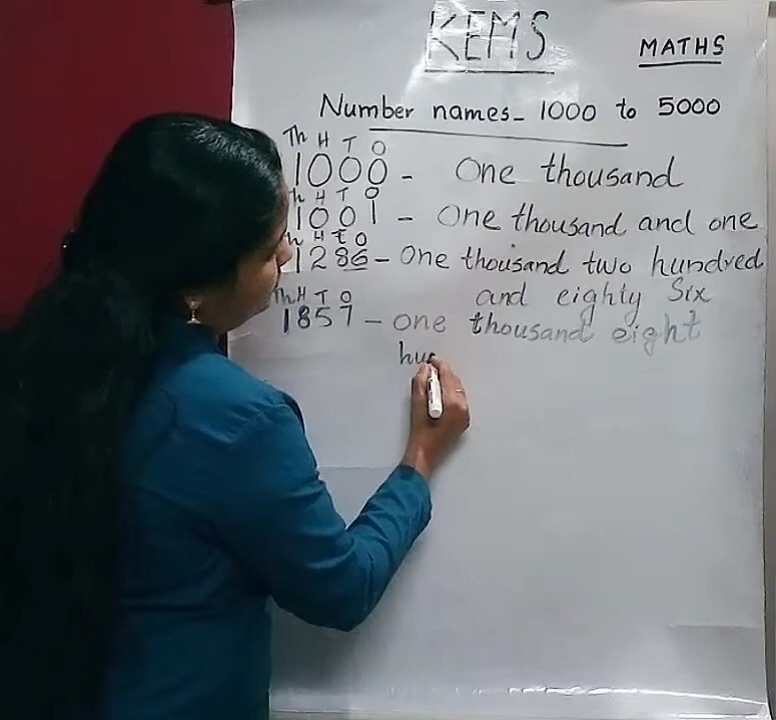 KEMS
MATHS
Number names- 1000 to 5000
Th H T O
1000 - One thousand
Th H T O
1001 - One thousand and one
Th H T O
1286 - One thousand two hundred
and eighty Six
Th H T O
1857 - one thousand eight
hu